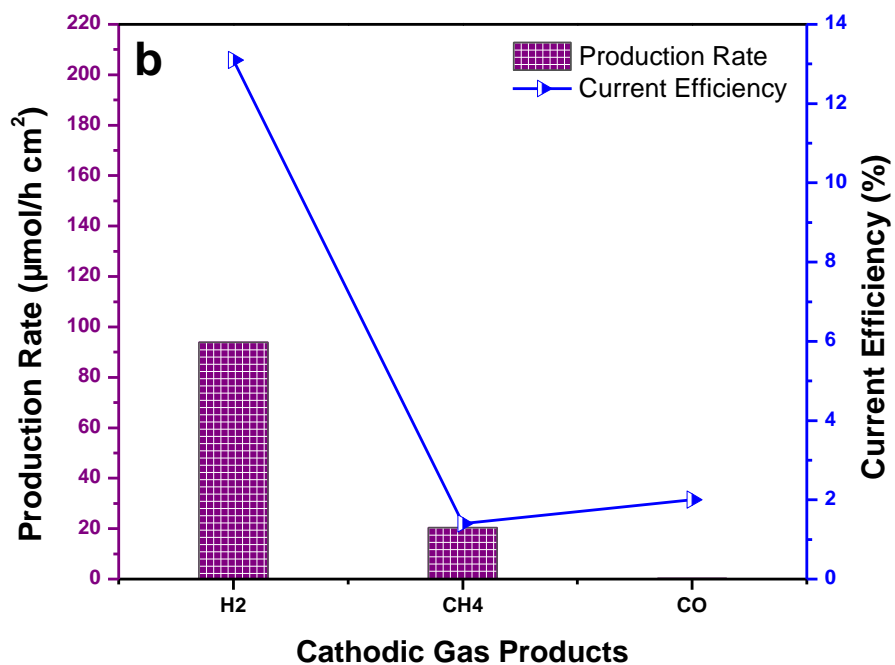 b
Production Rate
Current Efficiency
Production Rate (µmol/h cm²)
220
200
180
160
140
120
100
80
60
40
20
0
14
12
10
8
6
4
2
0
Current Efficiency (%)
H2 CH4 CO
Cathodic Gas Products